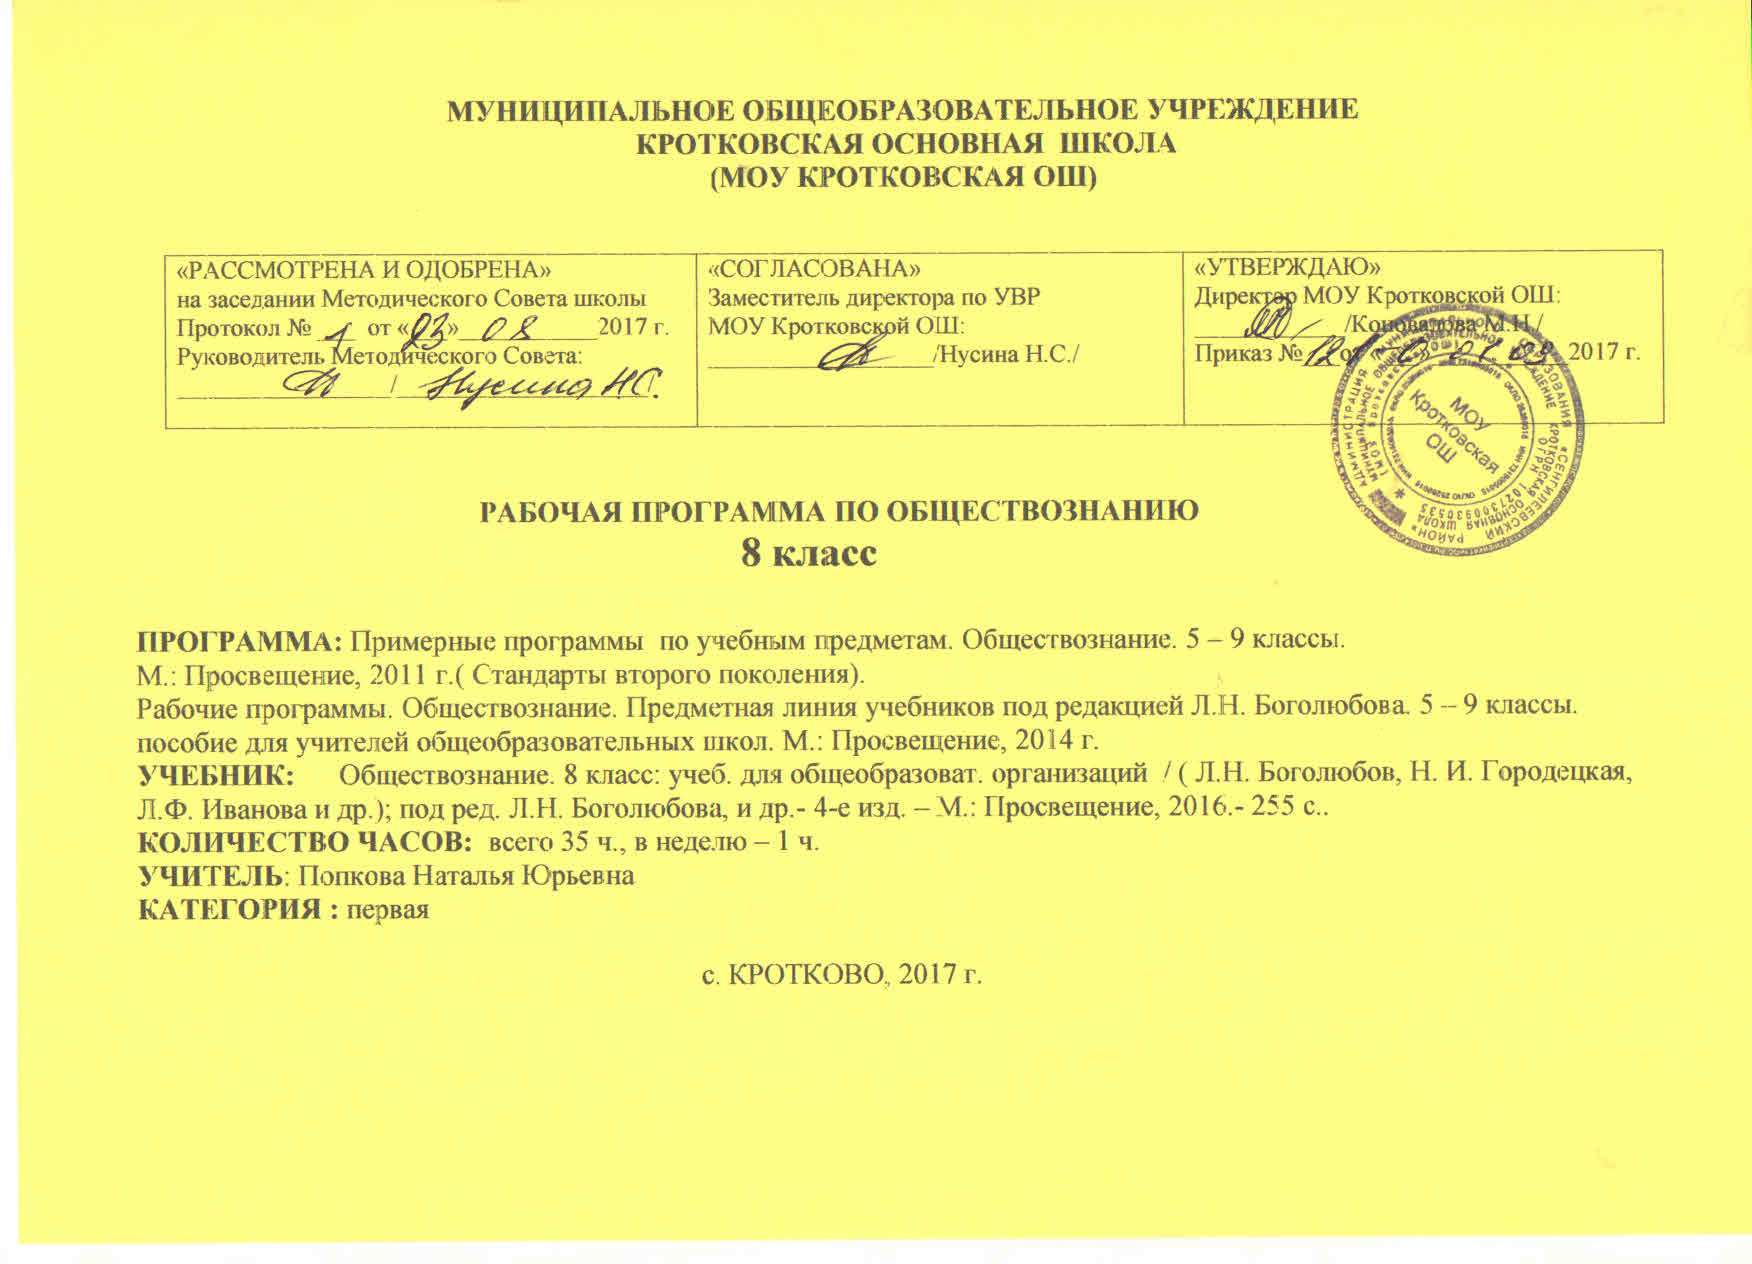 МУНИЦИПАЛЬНОЕ ОБЩЕОБРАЗОВАТЕЛЬНОЕ УЧРЕЖДЕНИЕ
КРОТКОВСКАЯ ОСНОВНАЯ ШКОЛА
(МОУ КРОТКОВСКАЯ ОШ)
«РАССМОТРЕНА И ОДОБРЕНА»
на заседании Методического Совета школы
Протокол № 1 от «23» 08 2017 г.
Руководитель Методического Совета:
/ Нусина НС.
«СОГЛАСОВАНА»
Заместитель директора по УВР
МОУ Кротковской ОШ:
/Нусина Н.С./
«УТВЕРЖДАЮ»
Директор МОУ Кротковской ОШ:
/Коновалова М.Н./
Приказ № от 2017 г.
МОУ
Кротковская
ОШ
РАБОЧАЯ ПРОГРАММА ПО ОБЩЕСТВОЗНАНИЮ
8 класс
ПРОГРАММА: Примерные программы по учебным предметам. Обществознание. 5 – 9 классы.
М.: Просвещение, 2011 г.( Стандарты второго поколения).
Рабочие программы. Обществознание. Предметная линия учебников под редакцией Л.Н. Боголюбова. 5 – 9 классы.
пособие для учителей общеобразовательных школ. М.: Просвещение, 2014 г.
УЧЕБНИК: Обществознание. 8 класс: учеб. для общеобразоват. организаций / ( Л.Н. Боголюбов, Н. И. Городецкая,
Л.Ф. Иванова и др.); под ред. Л.Н. Боголюбова, и др.- 4-е изд. – М.: Просвещение, 2016.- 255 с..
КОЛИЧЕСТВО ЧАСОВ: всего 35 ч., в неделю – 1 ч.
УЧИТЕЛЬ: Попкова Наталья Юрьевна
КАТЕГОРИЯ : первая
с. КРОТКОВО, 2017 г.